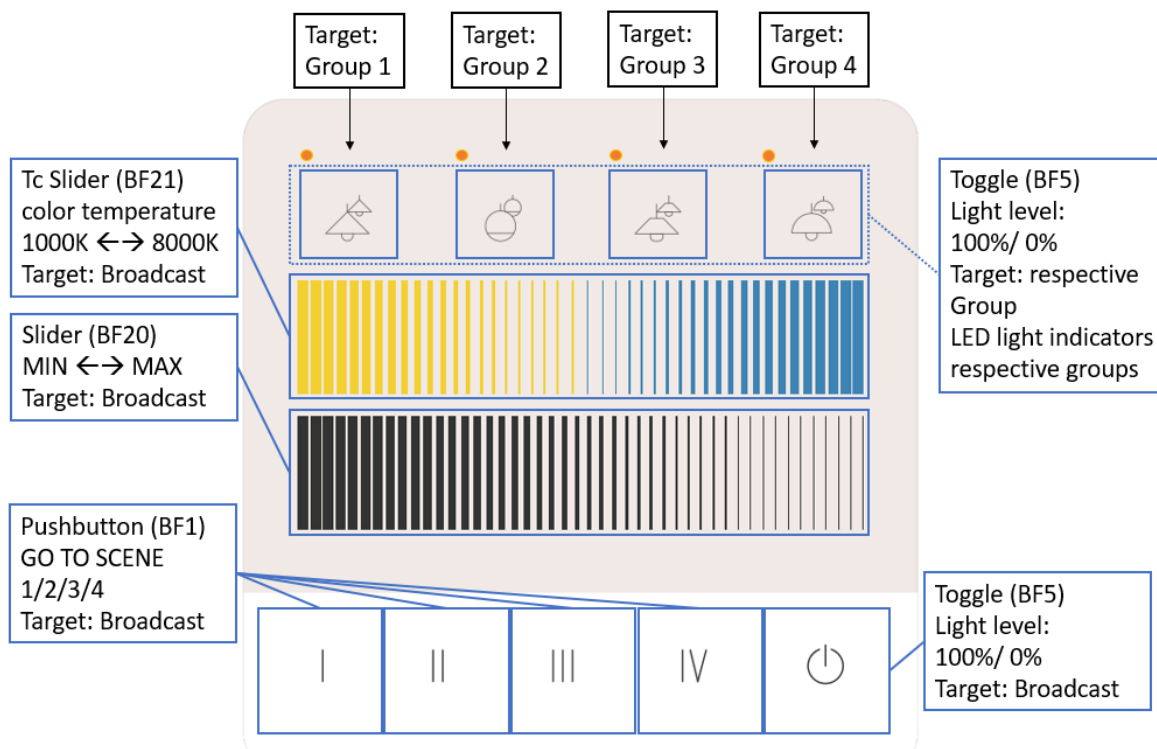 Target:
Group 1
Target:
Group 2
Target:
Group 3
Target:
Group 4
Tc Slider (BF21)
color temperature
1000K ←→ 8000K
Target: Broadcast
Slider (BF20)
MIN ←→ MAX
Target: Broadcast
Pushbutton (BF1)
GO TO SCENE
1/2/3/4
Target: Broadcast
Toggle (BF5)
Light level:
100%/ 0%
Target: respective
Group
LED light indicators
respective groups
Toggle (BF5)
Light level:
100%/ 0%
Target: Broadcast
I
II
III
IV